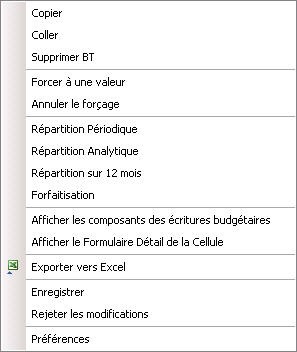 Copier
Coller
Supprimer BT
Forcer à une valeur
Annuler le forçage
Répartition Périodique
Répartition Analytique
Répartition sur 12 mois
Forfaitisation
Afficher les composants des écritures budgétaires
Afficher le Formulaire Détail de la Cellule
Exporter vers Excel
Enregistrer
Rejeter les modifications
Préférences